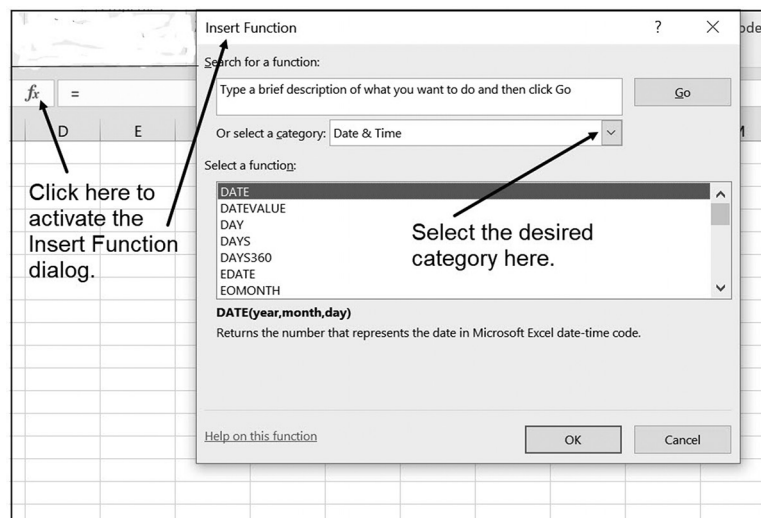 Insert Function
?
Search for a function:
Type a brief description of what you want to do and then click Go
Go
Or select a category: Date & Time
Select a function:
DATE
DATEVALUE
DAY
DAYS
DAYS360
EDATE
EOMONTH
DATE(year,month,day)
Returns the number that represents the date in Microsoft Excel date-time code.
Help on this function
OK
Cancel
fx
=
D E
Click here to
activate the
Insert Function
dialog.
Select the desired
category here.